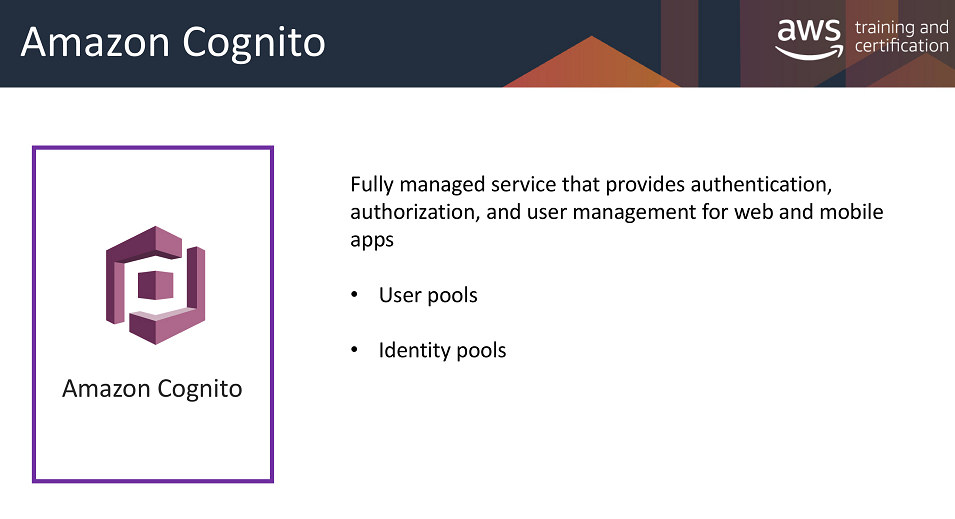 Amazon Cognito
aws training and
certification
Fully managed service that provides authentication,
authorization, and user management for web and mobile
apps
• User pools
• Identity pools
Amazon Cognito